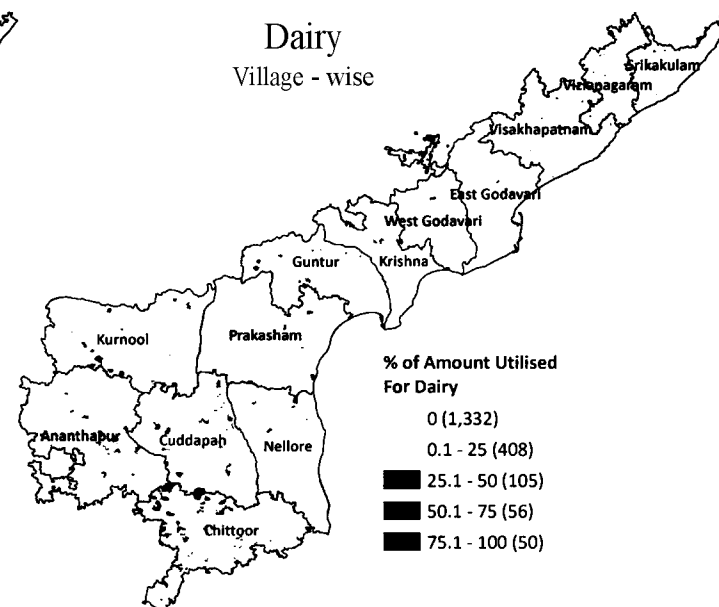 Dairy
Village - wise
Srikakulam
Vizianagaram
Visakhapatnam
East Godavari
West Godavari
Guntur
Krishna
Kurnool
Prakasham
% of Amount Utilised
For Dairy
0 (1,332)
0.1 - 25 (408)
25.1 - 50 (105)
50.1 - 75 (56)
75.1 - 100 (50)
Ananthapur
Cuddapah
Nellore
Chittoor